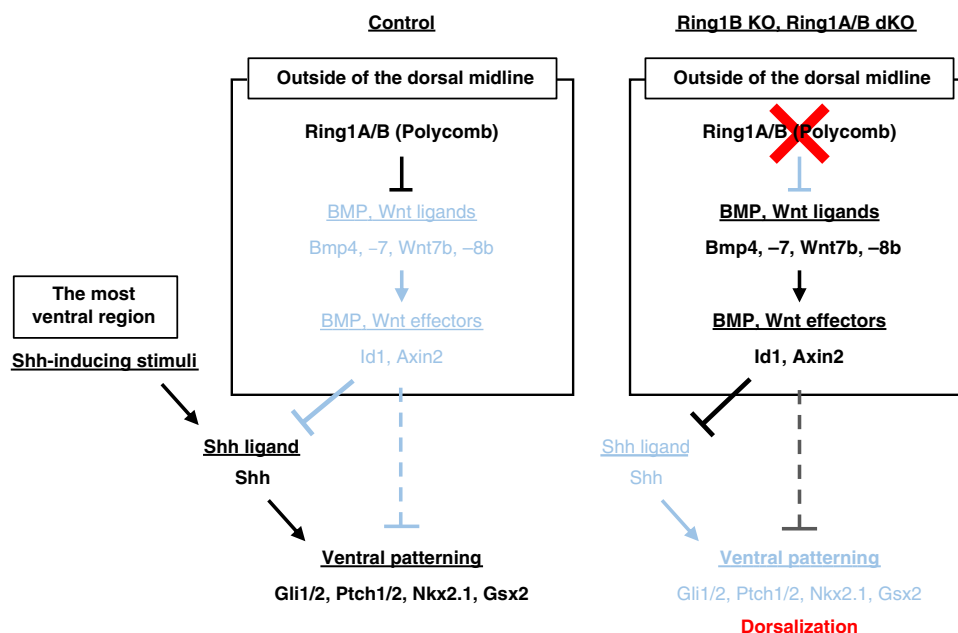 Control
Outside of the dorsal midline
Ring1A/B (Polycomb)
BMP, Wnt ligands
Bmp4, –7, Wnt7b, –8b
BMP, Wnt effectors
Id1, Axin2
The most
ventral region
Shh-inducing stimuli
Shh ligand
Shh
Ventral patterning
Gli1/2, Ptch1/2, Nkx2.1, Gsx2
Ring1B KO, Ring1A/B dKO
Outside of the dorsal midline
Ring1A/B (Polycomb)
BMP, Wnt ligands
Bmp4, –7, Wnt7b, –8b
BMP, Wnt effectors
Id1, Axin2
Shh ligand
Shh
Ventral patterning
Gli1/2, Ptch1/2, Nkx2.1, Gsx2
Dorsalization